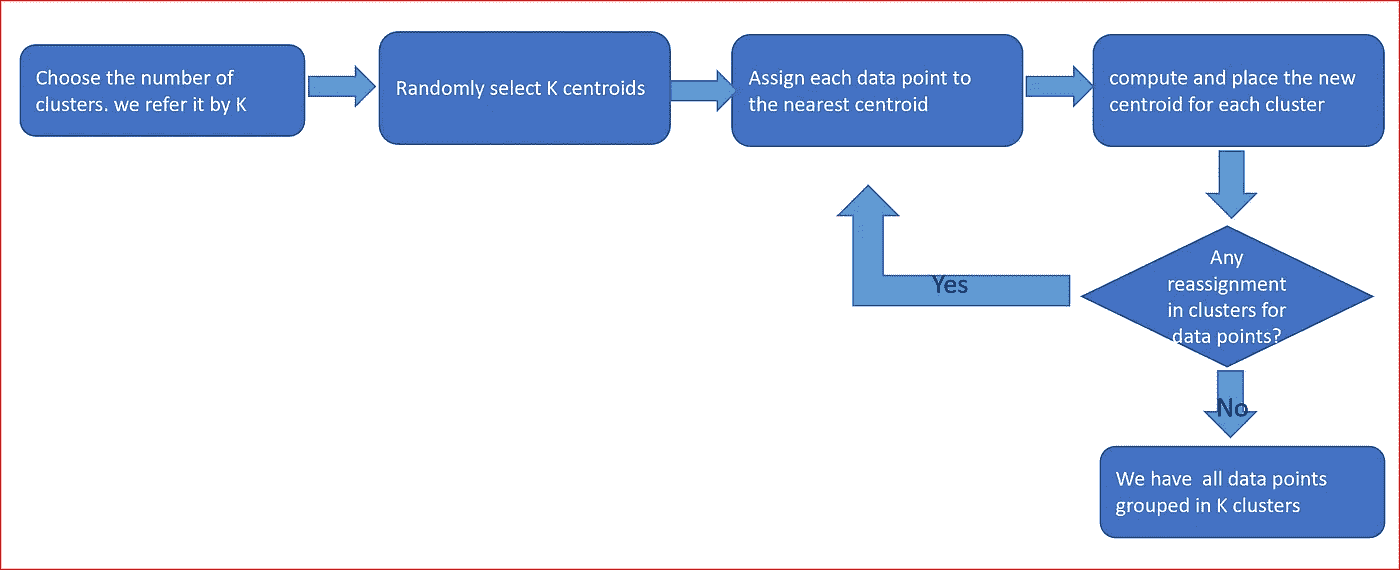 Choose the number of
clusters. we refer it by K
Randomly select K centroids
Assign each data point to
the nearest centroid
compute and place the new
centroid for each cluster
Any
reassignment
in clusters for
data points?
Yes
No
We have  all data points
grouped in K clusters